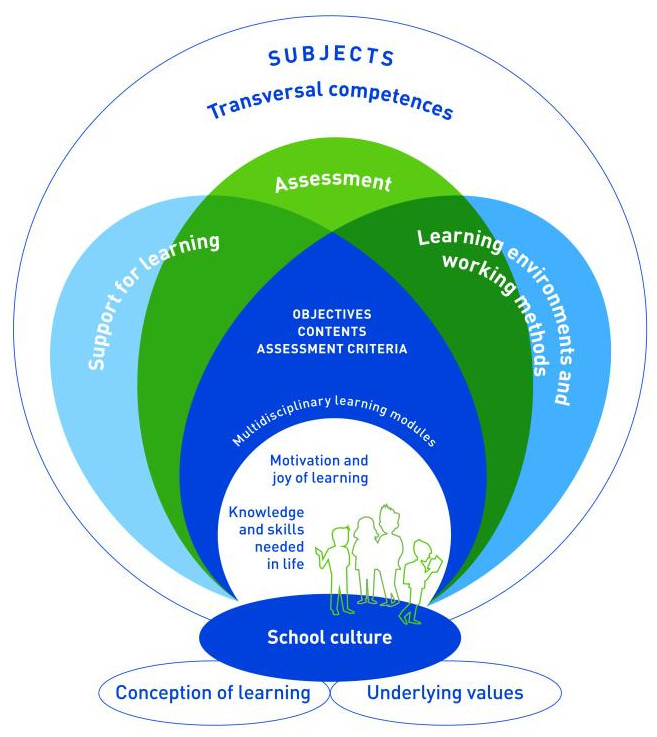 SUBJECTS
Transversal competences
Assessment
Support for learning
Learning environments and
working methods
OBJECTIVES
CONTENTS
ASSESSMENT CRITERIA
Multidisciplinary learning modules
Motivation and
joy of learning
Knowledge
and skills
needed
in life
School culture
Conception of learning
Underlying values